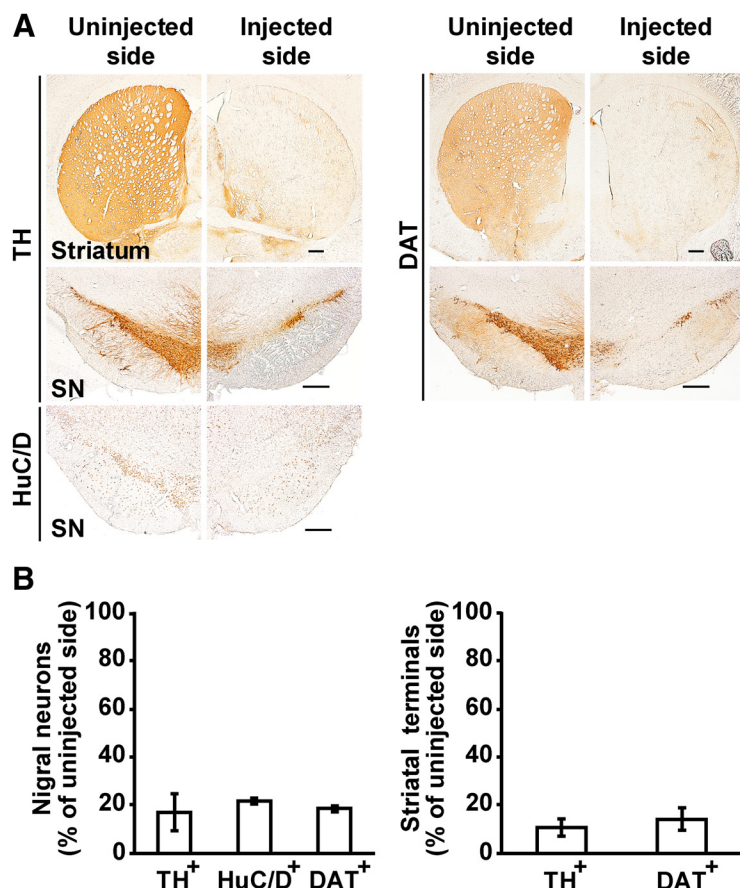 A
Uninjected side
Injected side
Uninjected side
Injected side
TH
Striatum
SN
HuC/D
SN
DAT
B
Nigral neurons
(% of uninjected side)
100
80
60
40
20
0
TH+
HuC/D+
DAT+
Striatal terminals
(% of uninjected side)
100
80
60
40
20
0
TH+
DAT+